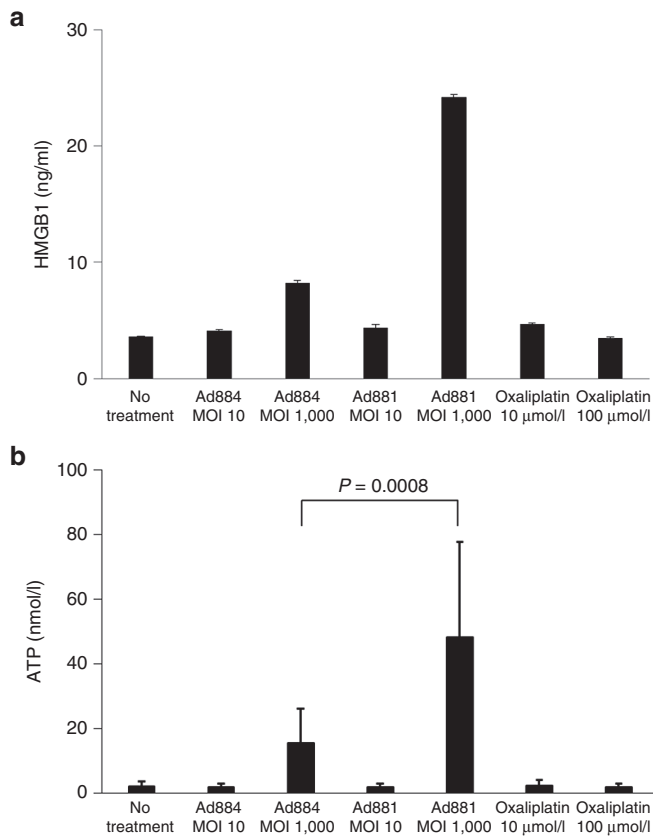 a
30
20
10
0
HMGB1 (ng/ml)
No treatment
Ad884 MOI 10
Ad884 MOI 1,000
Ad881 MOI 10
Ad881 MOI 1,000
Oxaliplatin 10 μmol/l
Oxaliplatin 100 μmol/l
b
100
80
60
40
20
0
ATP (nmol/l)
P = 0.0008
No treatment
Ad884 MOI 10
Ad884 MOI 1,000
Ad881 MOI 10
Ad881 MOI 1,000
Oxaliplatin 10 μmol/l
Oxaliplatin 100 μmol/l